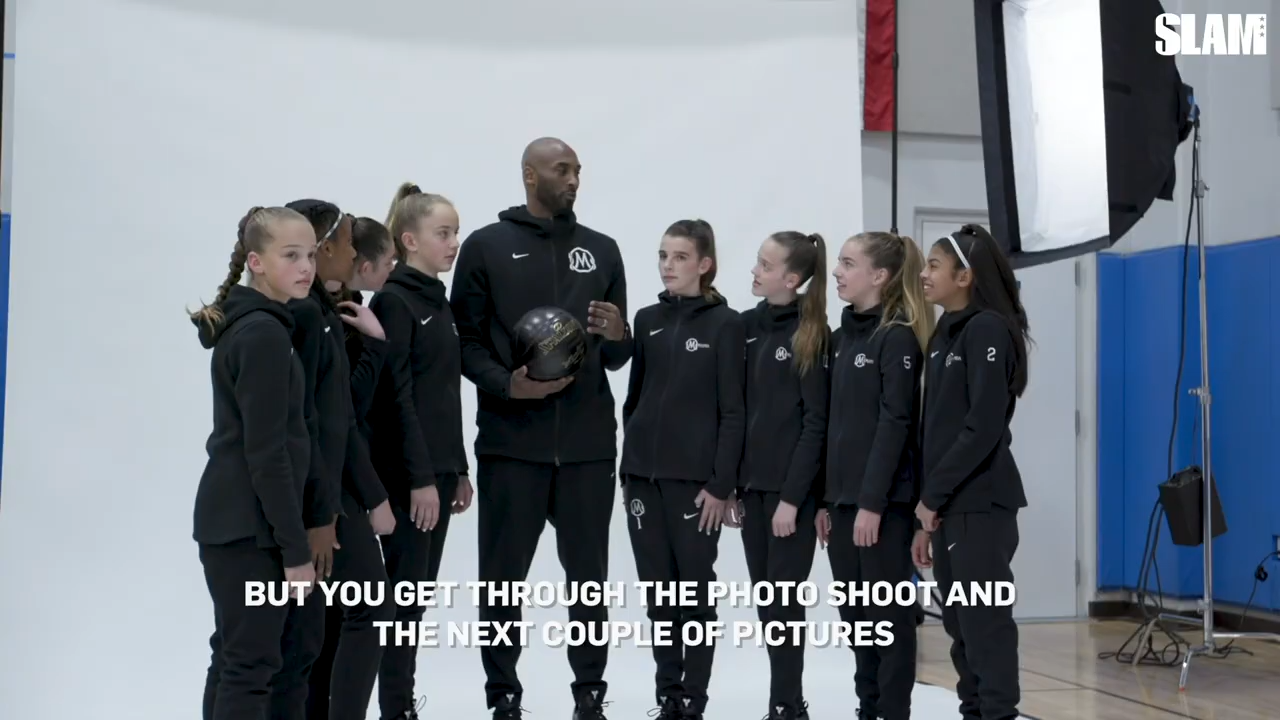 SLAM
M
M
M
M
5
2
M
BUT YOU GET THROUGH THE PHOTO SHOOT AND
THE NEXT COUPLE OF PICTURES